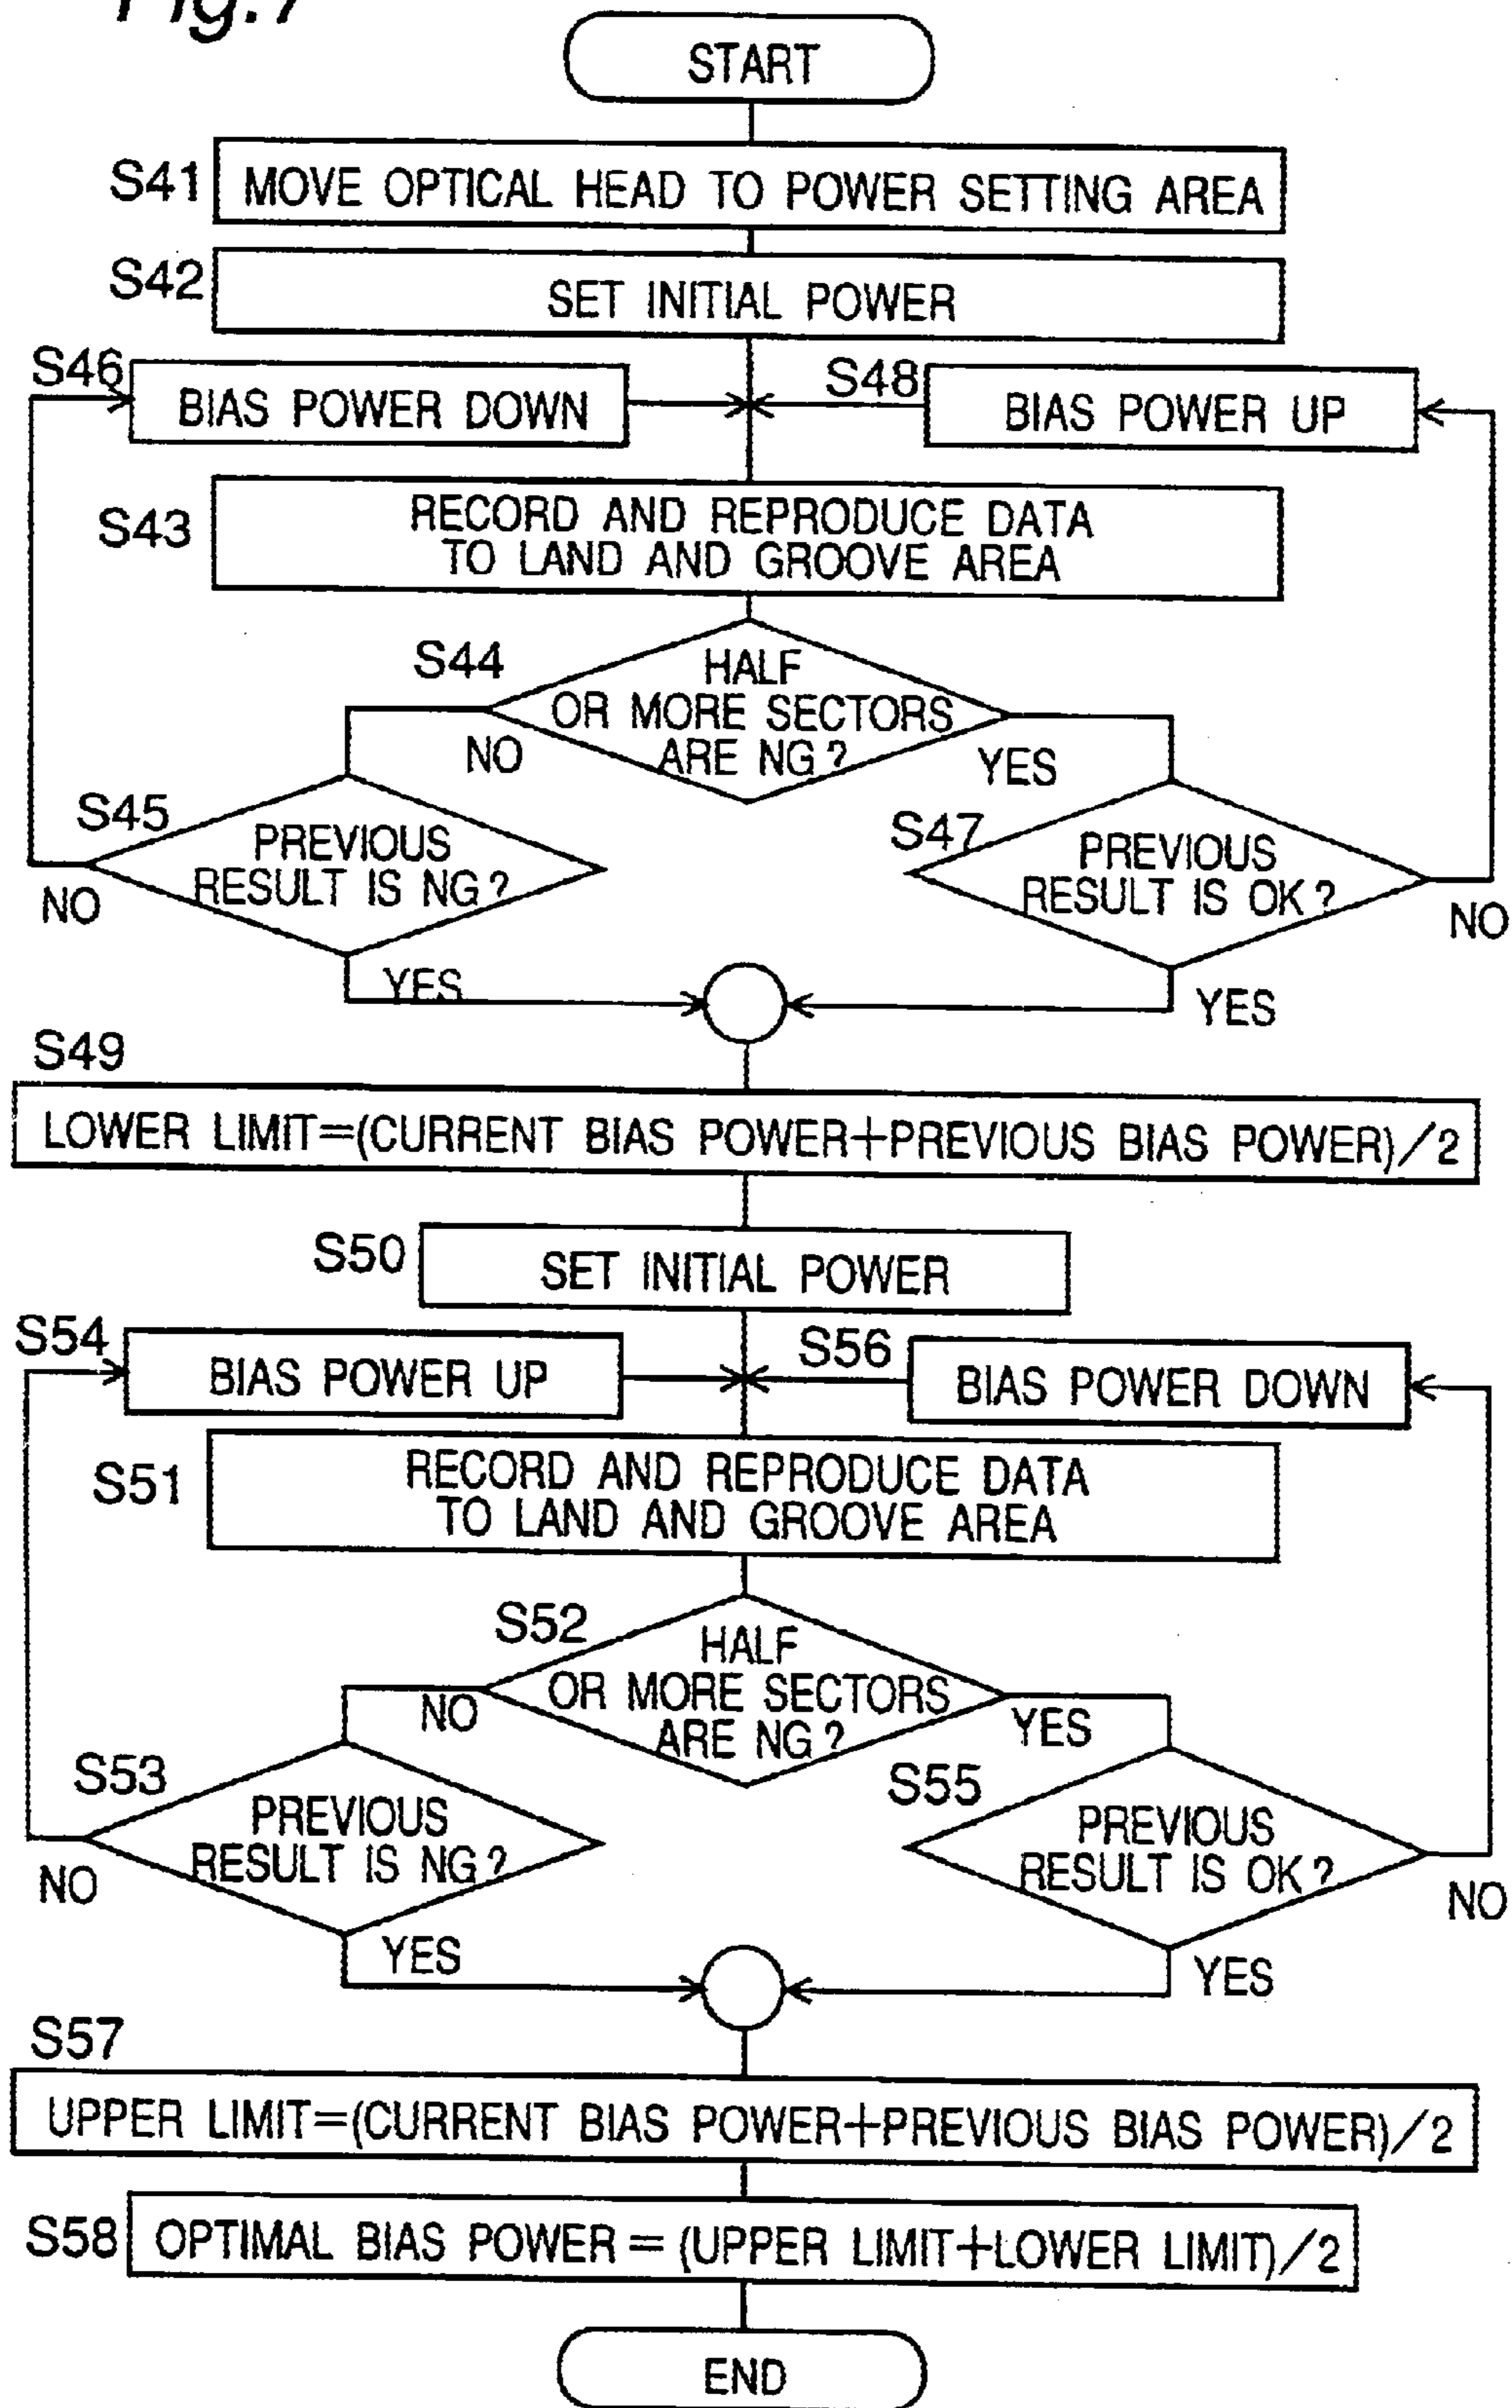 Fig.7
START
S41
MOVE OPTICAL HEAD TO POWER SETTING AREA
S42
SET INITIAL POWER
S46
BIAS POWER DOWN
S48
BIAS POWER UP
S43
RECORD AND REPRODUCE DATA
TO LAND AND GROOVE AREA
S44
HALF
OR MORE SECTORS
ARE NG?
NO
YES
S45
PREVIOUS
RESULT IS NG?
NO
YES
S47
PREVIOUS
RESULT IS OK?
NO
YES
S49
LOWER LIMIT=(CURRENT BIAS POWER+PREVIOUS BIAS POWER)/2
S50
SET INITIAL POWER
S54
BIAS POWER UP
S56
BIAS POWER DOWN
S51
RECORD AND REPRODUCE DATA
TO LAND AND GROOVE AREA
S52
HALF
OR MORE SECTORS
ARE NG?
NO
YES
S53
PREVIOUS
RESULT IS NG?
NO
YES
S55
PREVIOUS
RESULT IS OK?
NO
YES
S57
UPPER LIMIT=(CURRENT BIAS POWER+PREVIOUS BIAS POWER)/2
S58
OPTIMAL BIAS POWER=(UPPER LIMIT+LOWER LIMIT)/2
END